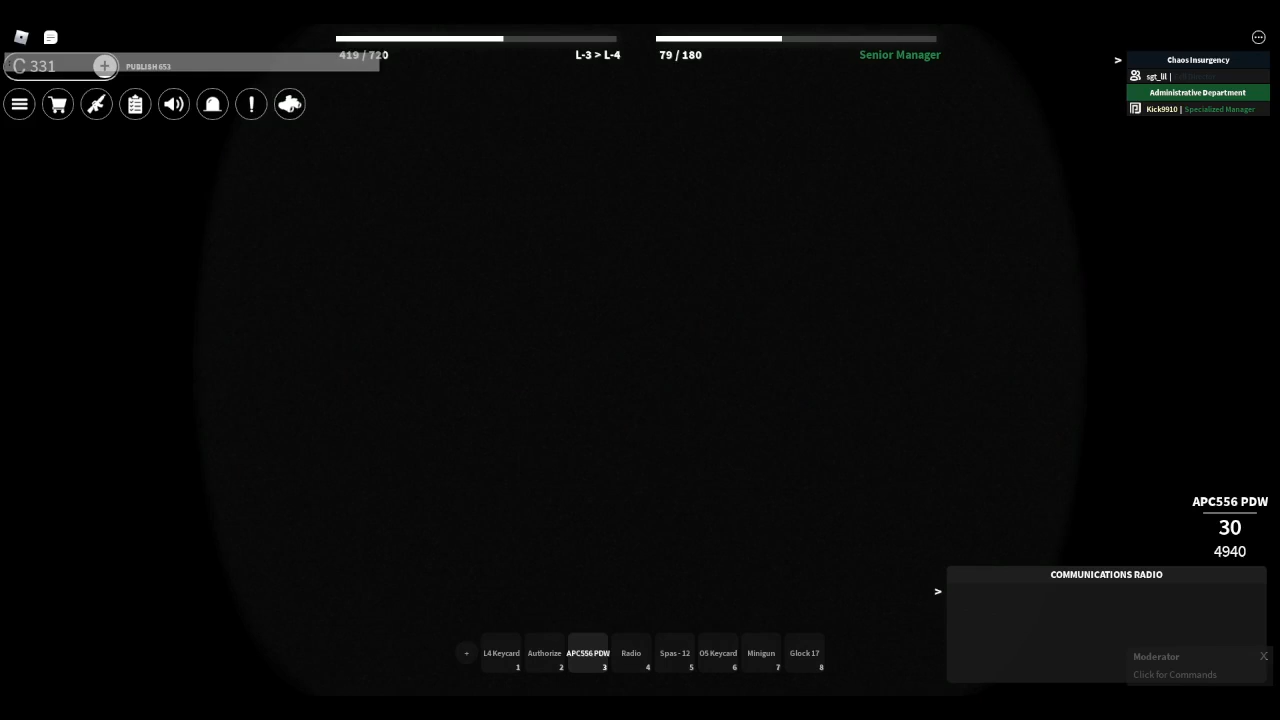 419 / 720
L-3 > L-4
79 / 180
Senior Manager
C 331
+
PUBLISH 653
>
Chaos Insurgency
sgt_lil |
Administrative Department
Kick9910 | Specialized Manager
APC556 PDW
30
4940
COMMUNICATIONS RADIO
>
Moderator
X
Click for Commands
+
L4 Keycard
1
Authorize
2
APC556 PDW
3
Radio
4
Spas - 12
5
O5 Keycard
6
Minigun
7
Glock 17
8